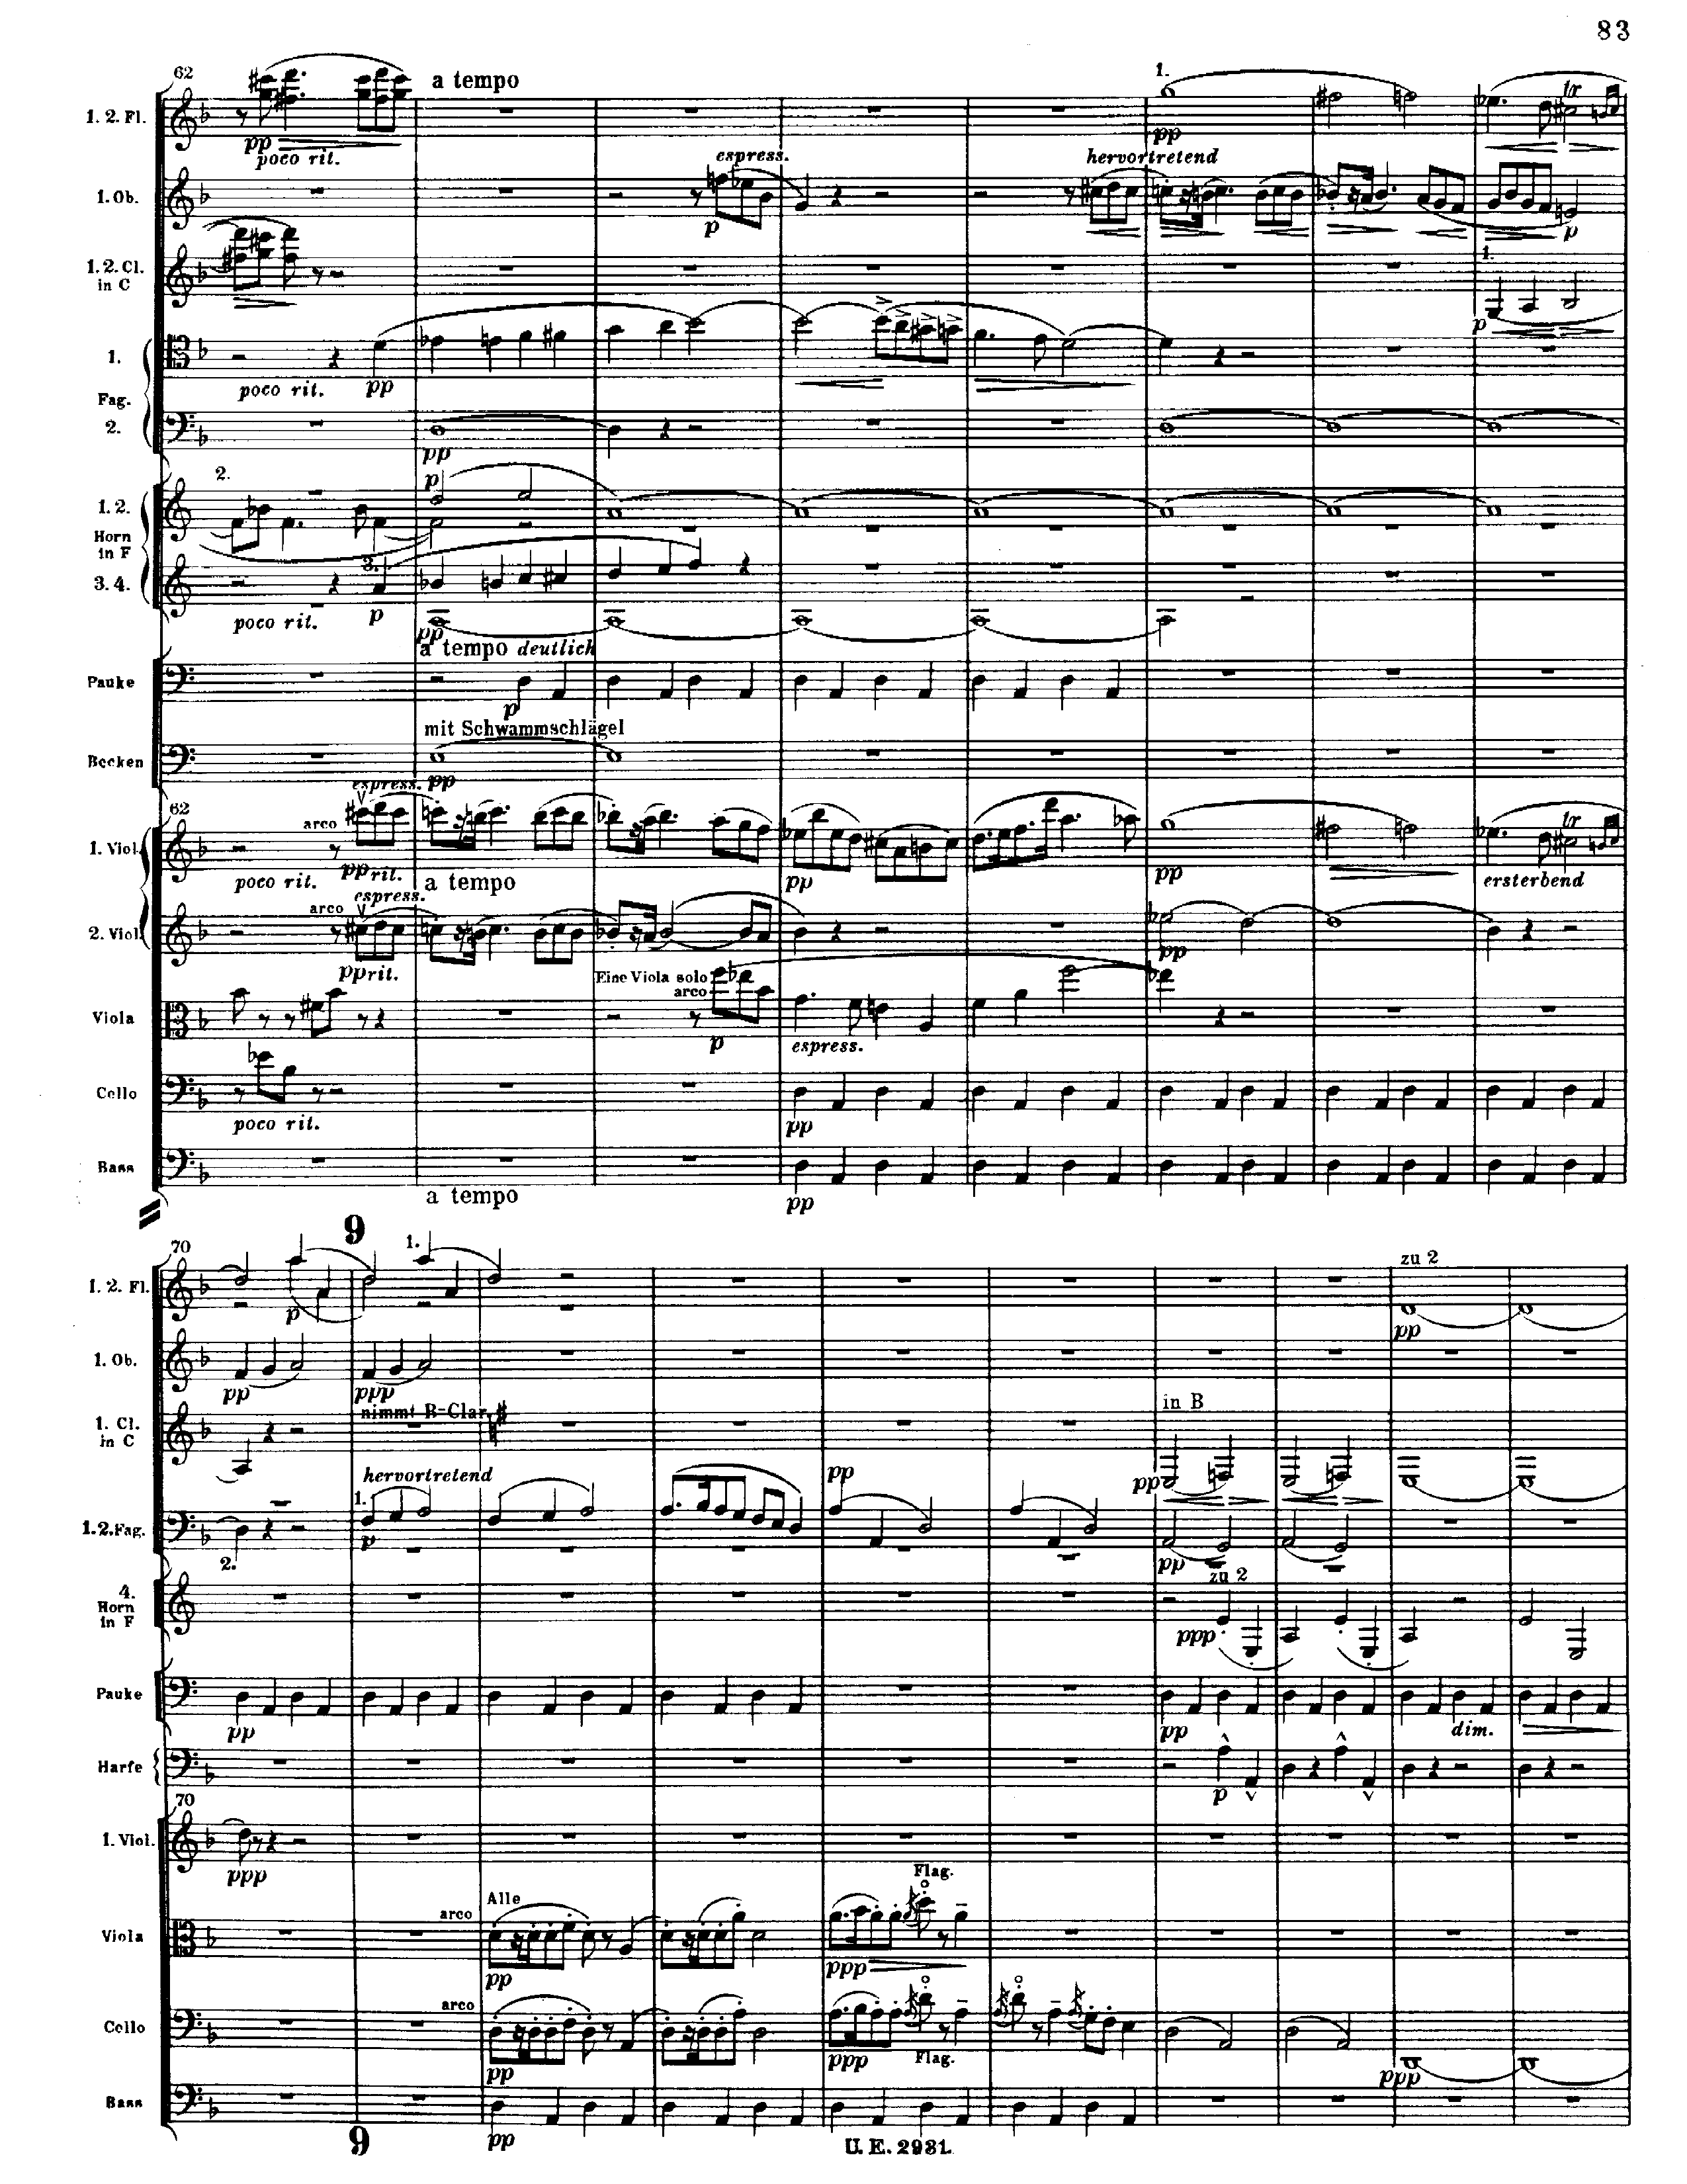 83
62
1.
a tempo
1. 2. Fl.
pp
poco rit.
pp
espress.
hervortretend
1. Ob.
p
p
1. 2. Cl.
in C
1.
p
1.
poco rit.
pp
Fag.
2.
pp
2.
p
1. 2.
Horn
in F
3.
3. 4.
poco rit.
p
pp
a tempo deutlich
Pauke
p
mit Schwammschlägel
Becken
pp
62
espress.
arco
1. Viol.
poco rit.
pp rit.
a tempo
pp
pp
ersterbend
espress.
arco
2. Viol.
pp rit.
pp
Eine Viola solo
arco
Viola
p
espress.
Cello
poco rit.
pp
Bass
a tempo
pp
70
9
1.
zu 2
1. 2. Fl.
p
pp
1. Ob.
pp
ppp
nimmt B-Clar.
in B
1. Cl.
in C
pp
hervortretend
pp
1.
1. 2. Fag.
p
2.
pp
zu 2
4.
Horn
in F
ppp
Pauke
pp
pp
dim.
Harfe
p
70
1. Viol.
ppp
Flag.
Alle
arco
Viola
pp
ppp
arco
Cello
pp
ppp
Flag.
ppp
Bass
9
pp
U. E. 2931.